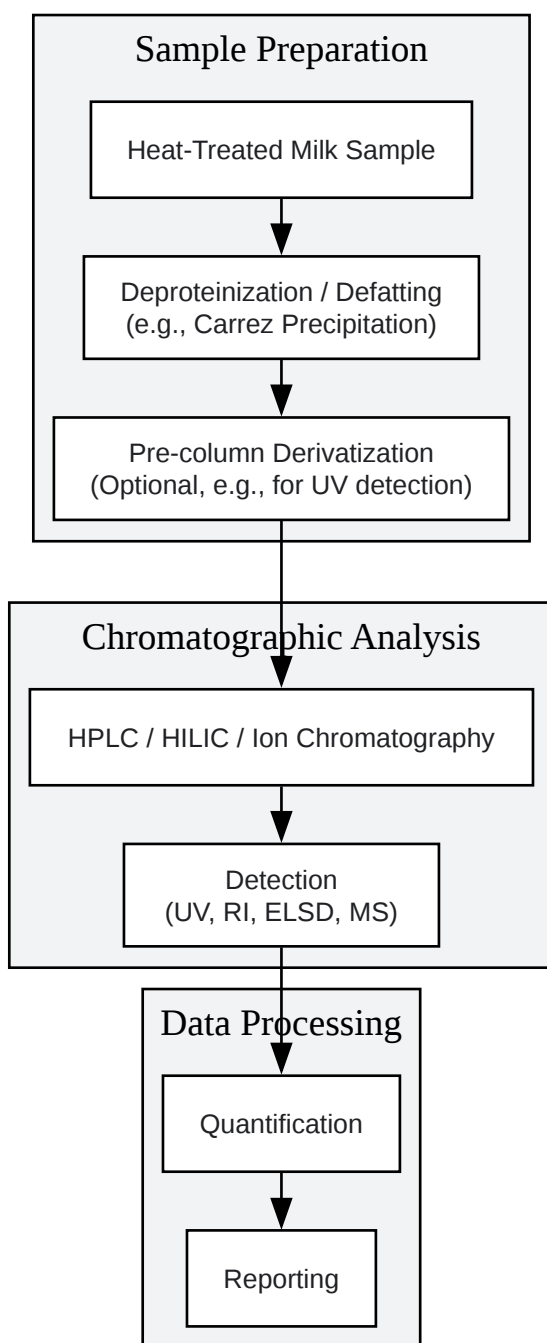 Sample Preparation
Heat-Treated Milk Sample
Deproteinization / Defatting
(e.g., Carrez Precipitation)
Pre-column Derivatization
(Optional, e.g., for UV detection)
Chromatographic Analysis
HPLC / HILIC / Ion Chromatography
Detection
(UV, RI, ELSD, MS)
Data Processing
Quantification
Reporting